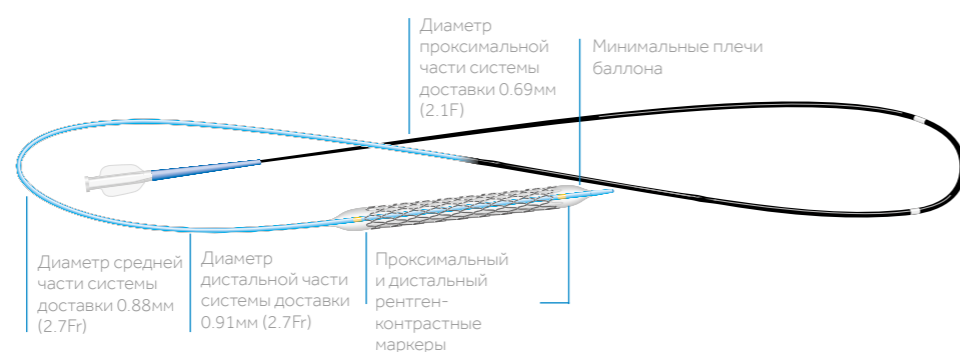 Диаметр
проксимальной
части системы
доставки 0.69мм
(2.1F)
Минимальные плечи
баллона
Диаметр средней
части системы
доставки 0.88мм
(2.7Fr)
Диаметр
дистальной части
системы доставки
0.91мм (2.7Fr)
Проксимальный
и дистальный
рентген-
контрастные
маркеры